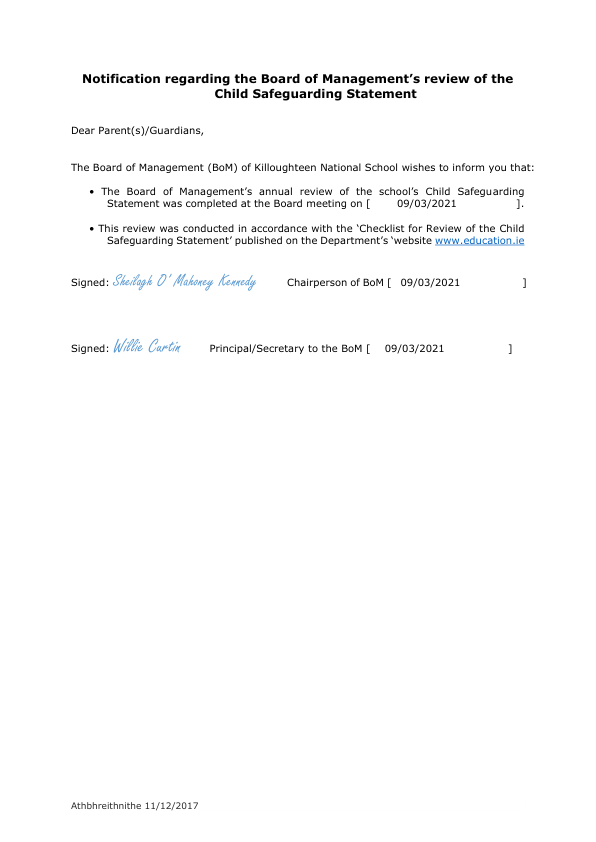 Notification regarding the Board of Management’s review of the
Child Safeguarding Statement
Dear Parent(s)/Guardians,
The Board of Management (BoM) of Killoughteen National School wishes to inform you that:
• The Board of Management’s annual review of the school’s Child Safeguarding
Statement was completed at the Board meeting on [ 09/03/2021 ].
• This review was conducted in accordance with the ‘Checklist for Review of the Child
Safeguarding Statement’ published on the Department’s ‘website www.education.ie
Signed: Sheilagh O’ Mahoney Kennedy Chairperson of BoM [ 09/03/2021 ]
Signed: Willie Curtin Principal/Secretary to the BoM [ 09/03/2021 ]
Athbhreithnithe 11/12/2017